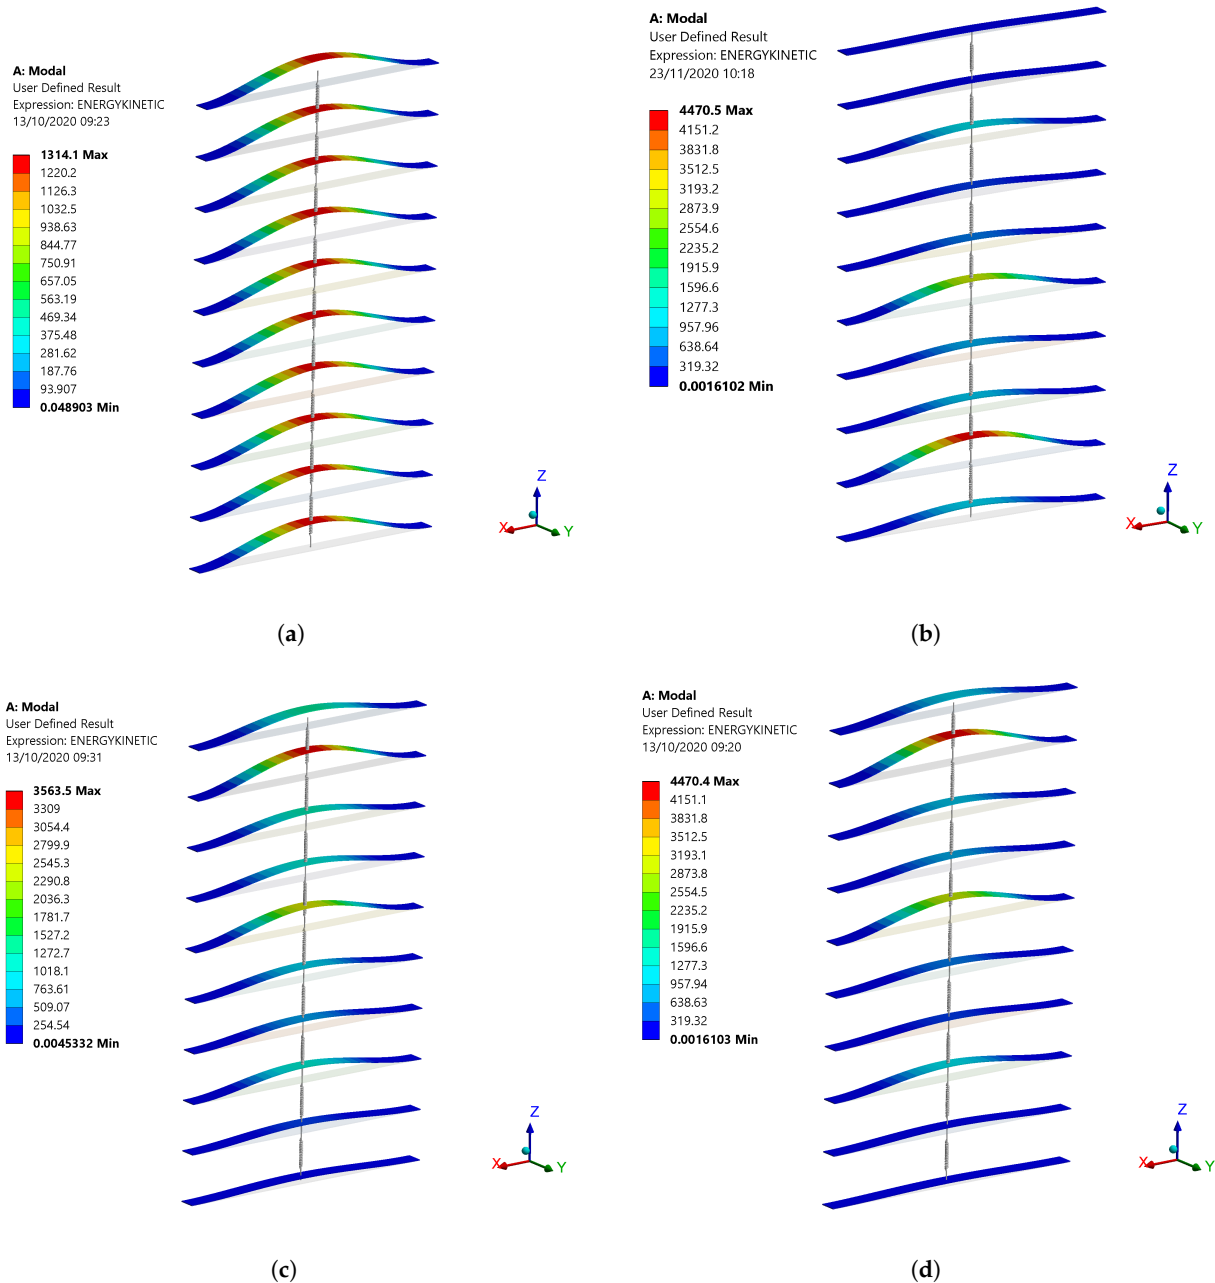 A: Modal
User Defined Result
Expression: ENERGYKINETIC
13/10/2020 09:23
1314.1 Max
1220.2
1126.3
1032.5
938.63
844.77
750.91
657.05
563.19
469.34
375.48
281.62
187.76
93.907
0.048903 Min
Z
X
Y
(a)
A: Modal
User Defined Result
Expression: ENERGYKINETIC
23/11/2020 10:18
4470.5 Max
4151.2
3831.8
3512.5
3193.2
2873.9
2554.6
2235.2
1915.9
1596.6
1277.3
957.96
638.64
319.32
0.0016102 Min
Z
X
Y
(b)
A: Modal
User Defined Result
Expression: ENERGYKINETIC
13/10/2020 09:31
3563.5 Max
3309
3054.4
2799.9
2545.3
2290.8
2036.3
1781.7
1527.2
1272.7
1018.1
763.61
509.07
254.54
0.0045332 Min
Z
X
Y
(c)
A: Modal
User Defined Result
Expression: ENERGYKINETIC
13/10/2020 09:20
4470.4 Max
4151.1
3831.8
3512.5
3193.1
2873.8
2554.5
2235.2
1915.9
1596.6
1277.3
957.94
638.63
319.32
0.0016103 Min
Z
X
Y
(d)